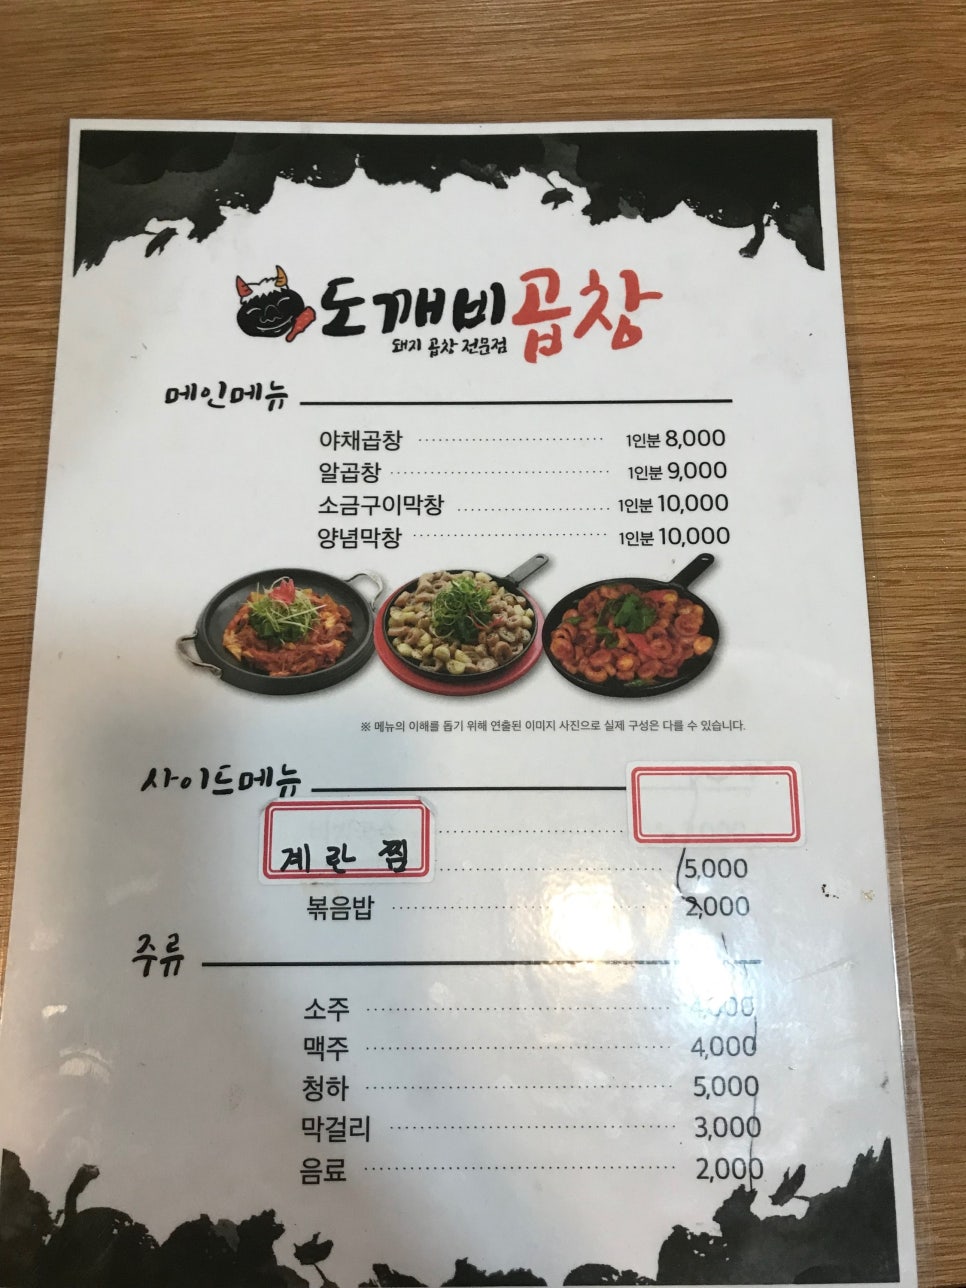 도깨비곱창
돼지 곱창 전문점
메인메뉴
야채곱창 1인분 8,000
알곱창 1인분 9,000
소금구이막창 1인분 10,000
양념막창 1인분 10,000
※ 메뉴의 이해를 돕기 위해 연출된 이미지 사진으로 실제 구성은 다를 수 있습니다.
사이드메뉴
계란찜 5,000
볶음밥 2,000
주류
소주 4,000
맥주 4,000
청하 5,000
막걸리 3,000
음료 2,000